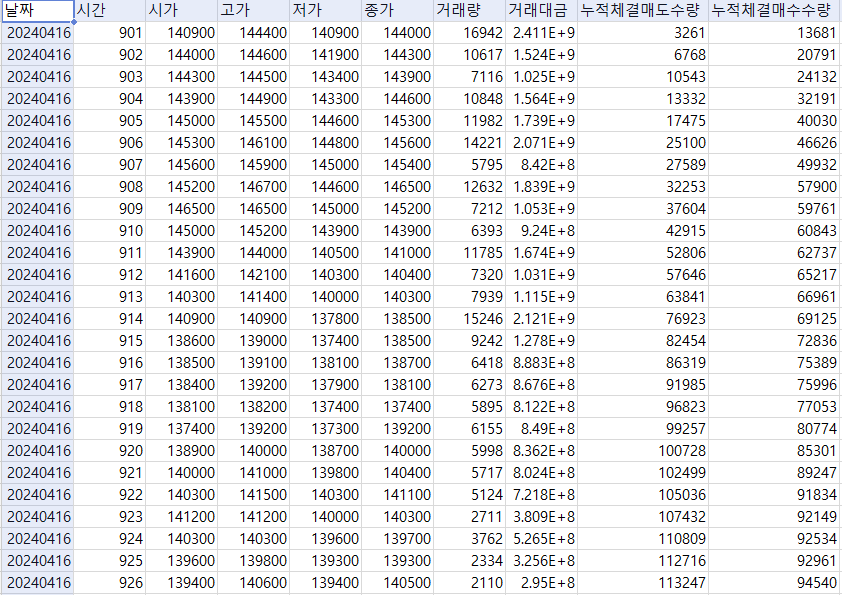 날짜 시간 시가 고가 저가 종가 거래량 거래대금 누적체결매도수량 누적체결매수수량
20240416 901 140900 144400 140900 144000 16942 2.411E+9 3261 13681
20240416 902 144000 144600 141900 144300 10617 1.524E+9 6768 20791
20240416 903 144300 144500 143400 143900 7116 1.025E+9 10543 24132
20240416 904 143900 144900 143300 144600 10848 1.564E+9 13332 32191
20240416 905 145000 145500 144600 145300 11982 1.739E+9 17475 40030
20240416 906 145300 146100 144800 145600 14221 2.071E+9 25100 46626
20240416 907 145600 145900 145000 145400 5795 8.42E+8 27589 49932
20240416 908 145200 146700 144600 146500 12632 1.839E+9 32253 57900
20240416 909 146500 146500 145000 145200 7212 1.053E+9 37604 59761
20240416 910 145000 145200 143900 143900 6393 9.24E+8 42915 60843
20240416 911 143900 144000 140500 141000 11785 1.674E+9 52806 62737
20240416 912 141600 142100 140300 140400 7320 1.031E+9 57646 65217
20240416 913 140300 141400 140000 140300 7939 1.115E+9 63841 66961
20240416 914 140900 140900 137800 138500 15246 2.121E+9 76923 69125
20240416 915 138600 139000 137400 138500 9242 1.278E+9 82454 72836
20240416 916 138500 139100 138100 138700 6418 8.883E+8 86319 75389
20240416 917 138400 139200 137900 138100 6273 8.676E+8 91985 75996
20240416 918 138100 138200 137400 137400 5895 8.122E+8 96823 77053
20240416 919 137400 139200 137300 139200 6155 8.49E+8 99257 80774
20240416 920 138900 140000 138700 140000 5998 8.362E+8 100728 85301
20240416 921 140000 141000 139800 140400 5717 8.024E+8 102499 89247
20240416 922 140300 141500 140300 141100 5124 7.218E+8 105036 91834
20240416 923 141200 141200 140000 140300 2711 3.809E+8 107432 92149
20240416 924 140300 140300 139600 139700 3762 5.265E+8 110809 92534
20240416 925 139600 139800 139300 139300 2334 3.256E+8 112716 92961
20240416 926 139400 140600 139400 140500 2110 2.95E+8 113247 94540